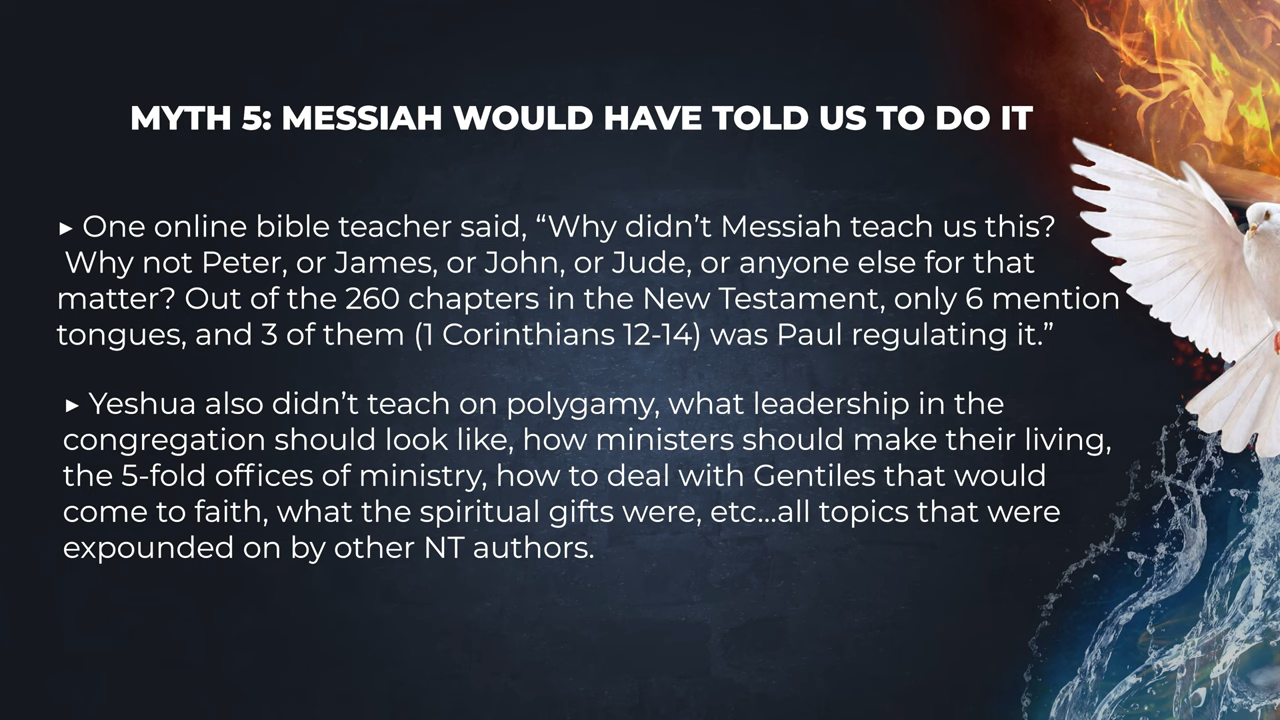 MYTH 5: MESSIAH WOULD HAVE TOLD US TO DO IT
▸ One online bible teacher said, “Why didn’t Messiah teach us this?
Why not Peter, or James, or John, or Jude, or anyone else for that
matter? Out of the 260 chapters in the New Testament, only 6 mention
tongues, and 3 of them (1 Corinthians 12-14) was Paul regulating it.”
▸ Yeshua also didn’t teach on polygamy, what leadership in the
congregation should look like, how ministers should make their living,
the 5-fold offices of ministry, how to deal with Gentiles that would
come to faith, what the spiritual gifts were, etc...all topics that were
expounded on by other NT authors.